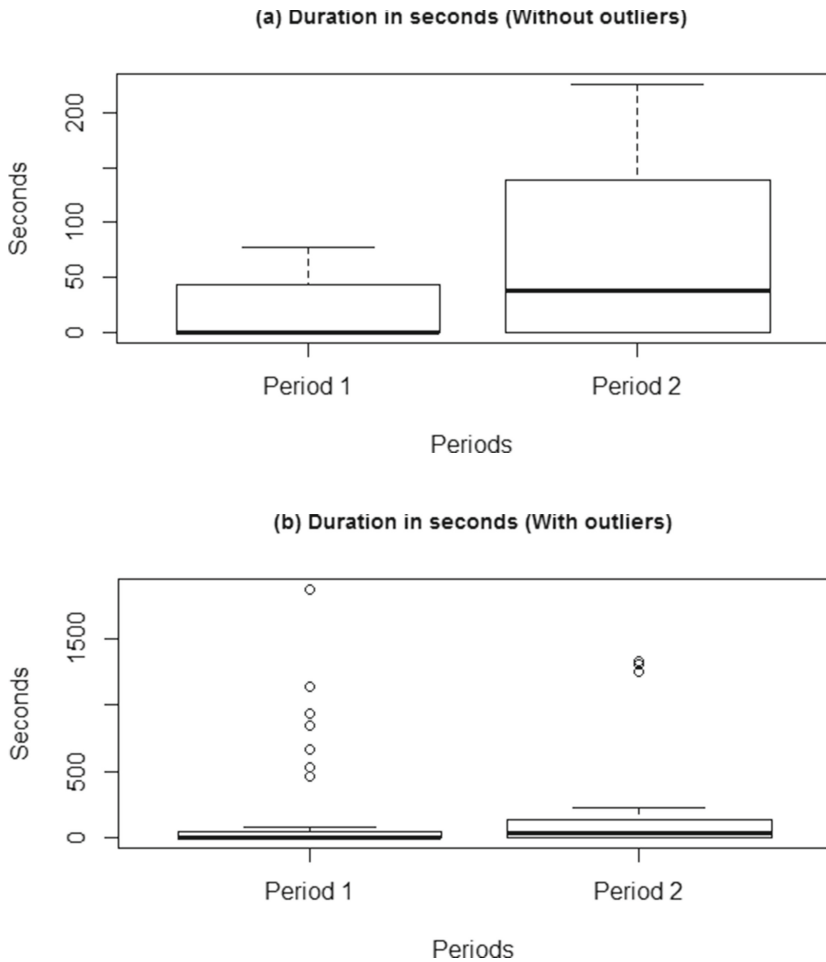 (a) Duration in seconds (Without outliers)
200
100
50
0
Seconds
Period 1
Period 2
Periods
(b) Duration in seconds (With outliers)
1500
500
0
Seconds
Period 1
Period 2
Periods